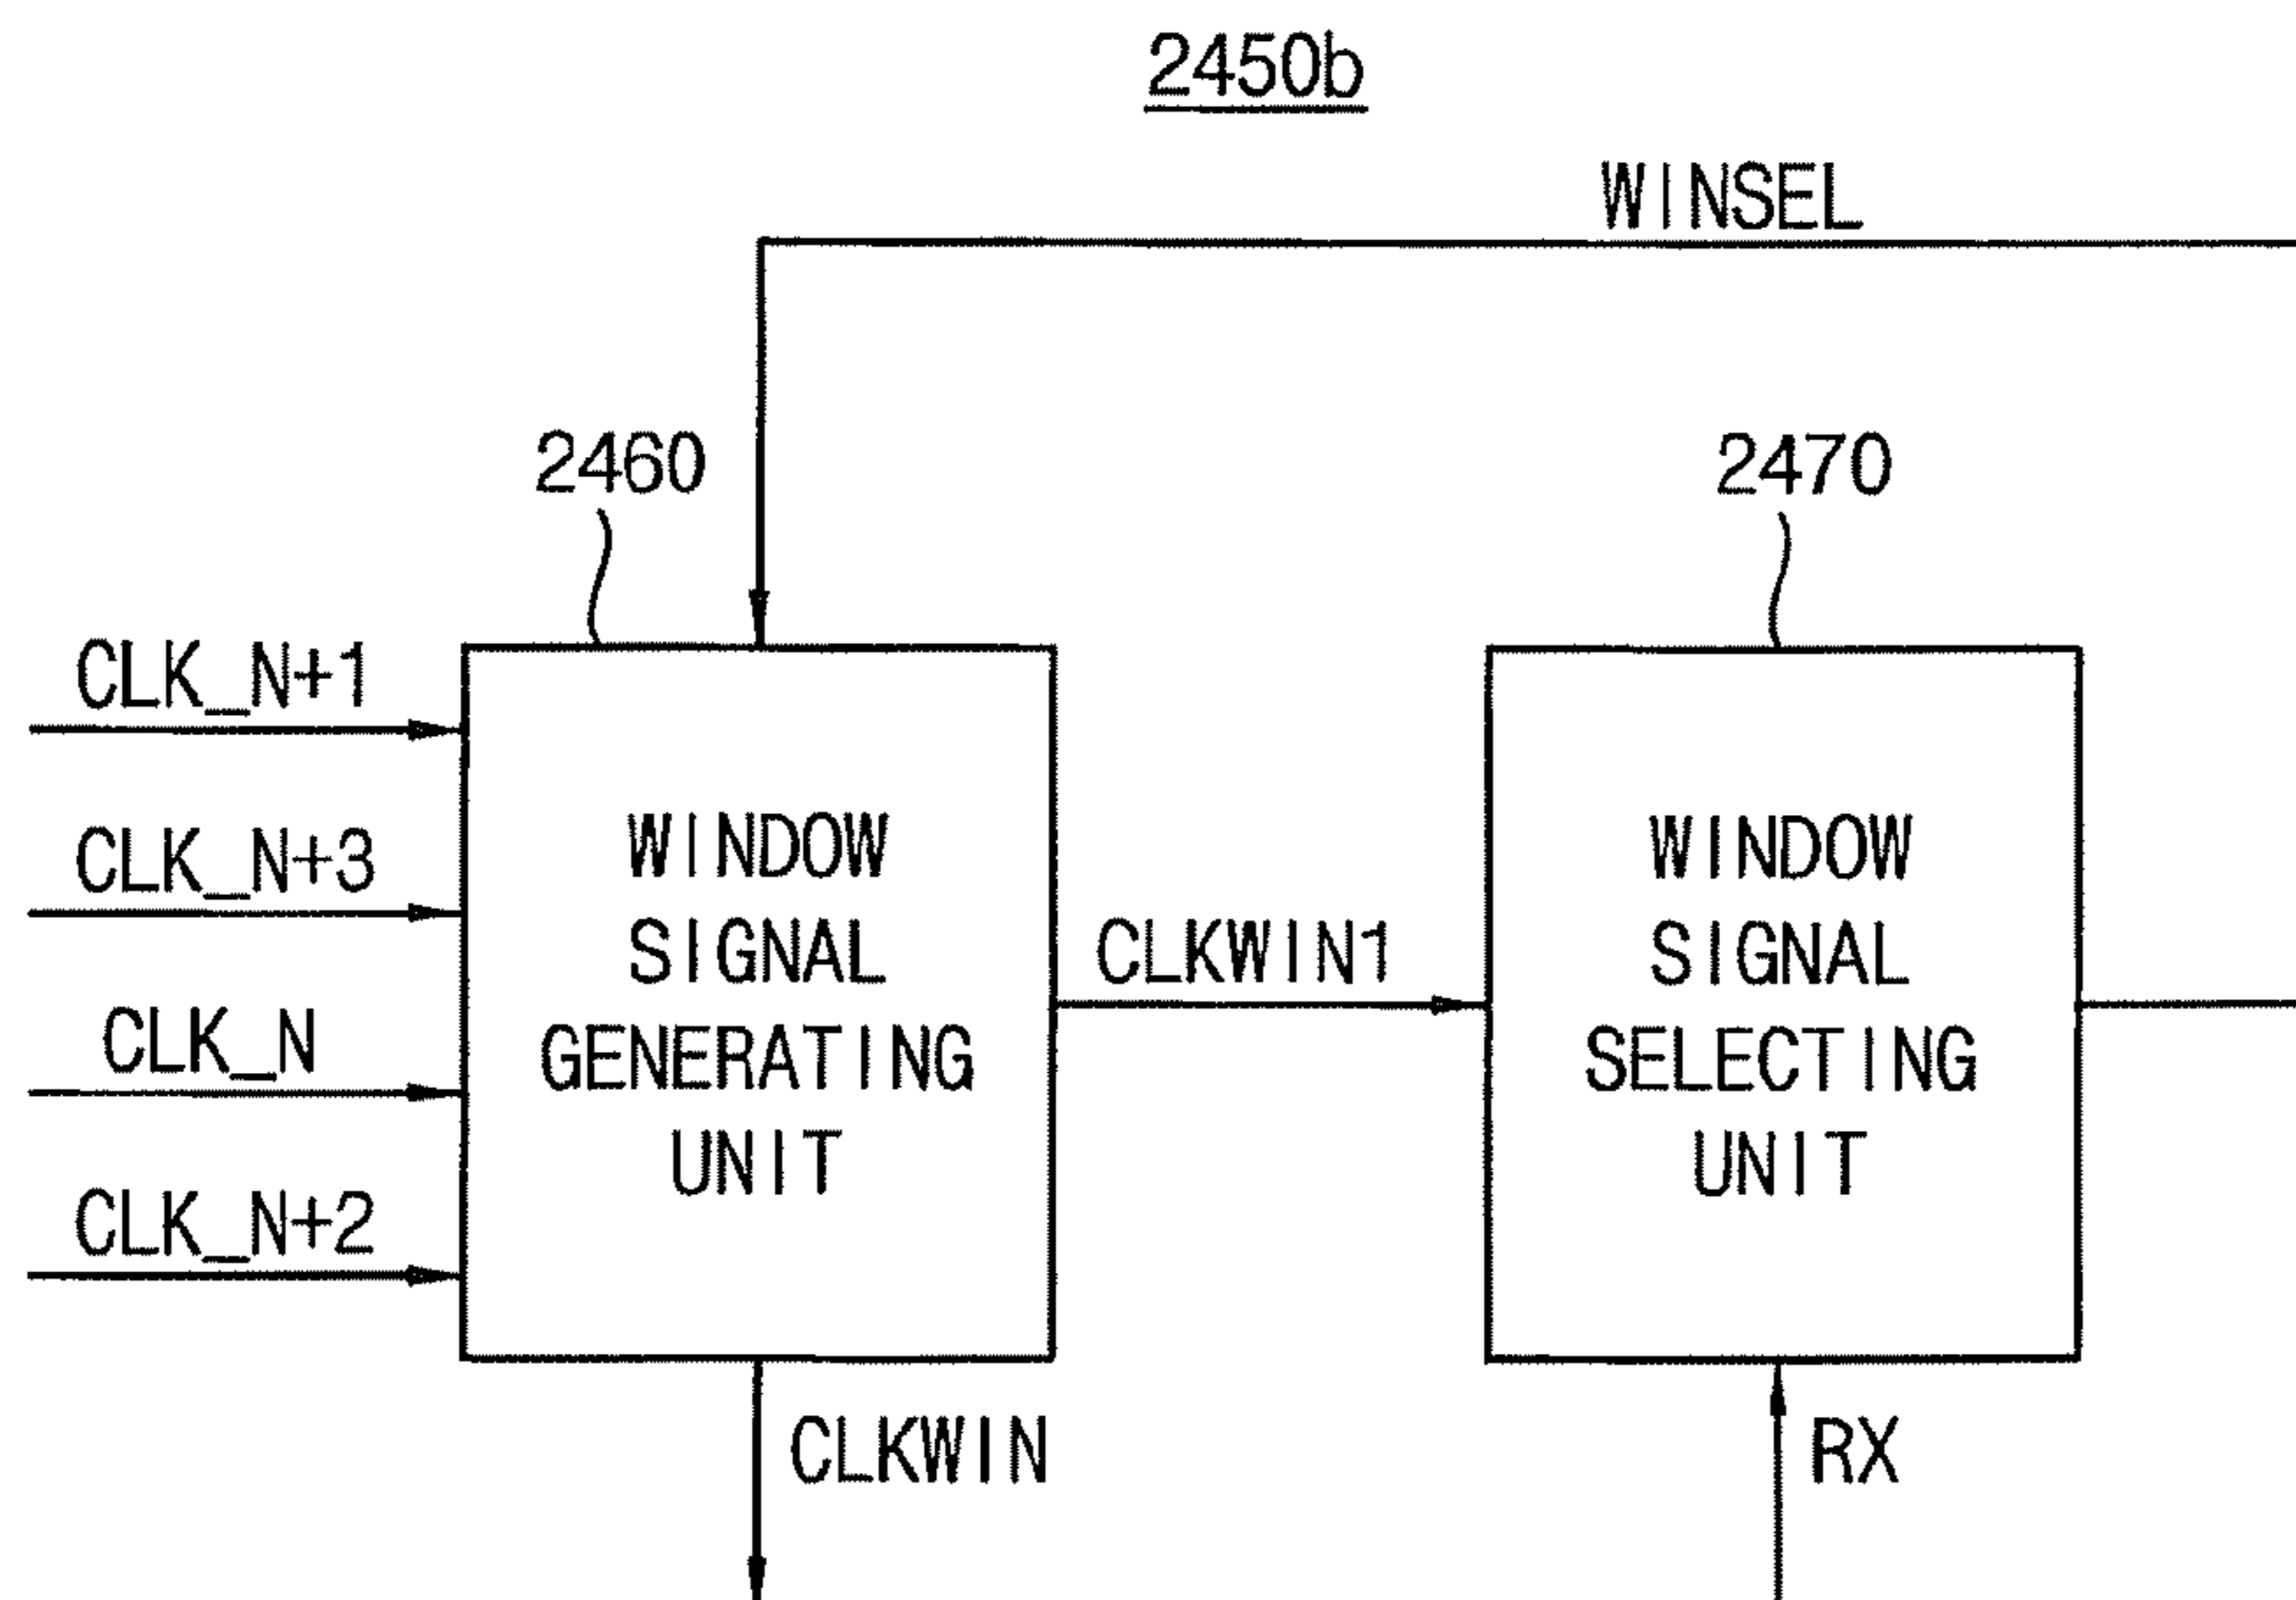 2450b
WINSEL
2460
2470
CLK_N+1
CLK_N+3
CLK_N
CLK_N+2
WINDOW
SIGNAL
GENERATING
UNIT
CLKWIN1
WINDOW
SIGNAL
SELECTING
UNIT
CLKWIN
RX